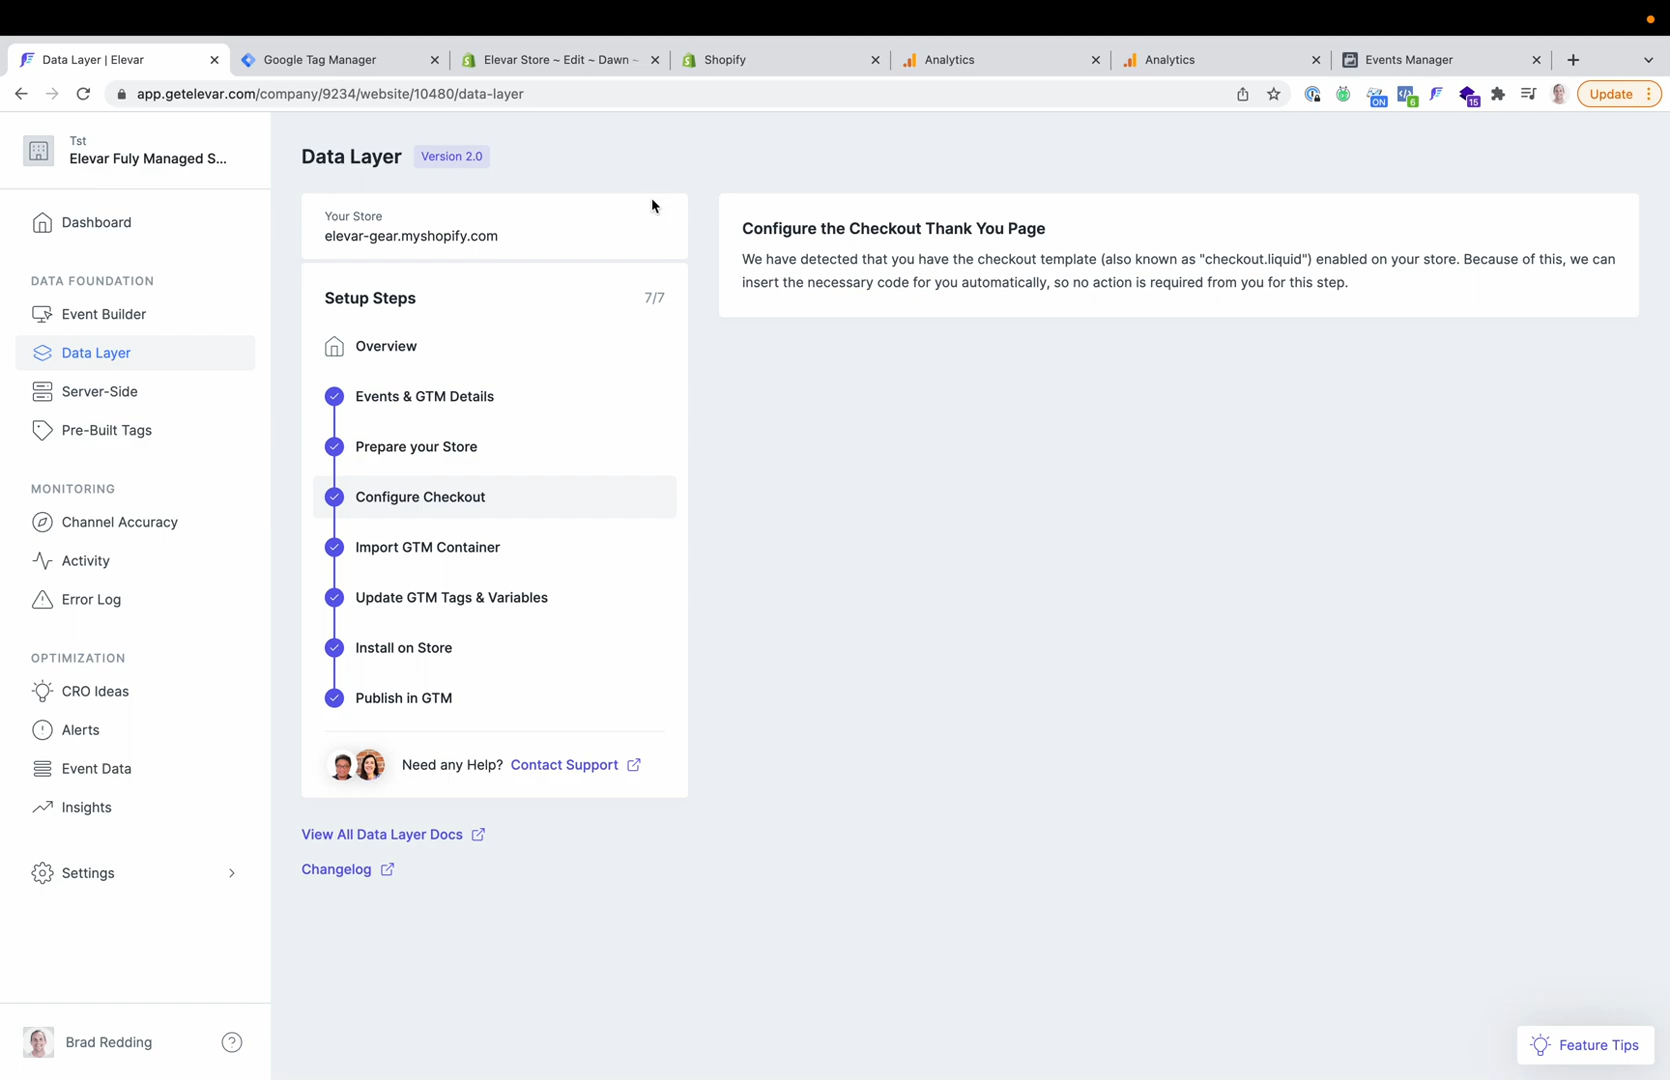 Data Layer | Elevar
Google Tag Manager
Elevar Store ~ Edit ~ Dawn ~
Shopify
Analytics
Analytics
Events Manager
app.getelevar.com/company/9234/website/10480/data-layer
ON
6
15
Update
Tst
Elevar Fuly Managed S...
Dashboard
DATA FOUNDATION
Event Builder
Data Layer
Server-Side
Pre-Built Tags
MONITORING
Channel Accuracy
Activity
Error Log
OPTIMIZATION
CRO Ideas
Alerts
Event Data
Insights
Settings
Brad Redding
Data Layer Version 2.0
Your Store
elevar-gear.myshopify.com
Setup Steps 7/7
Overview
Events & GTM Details
Prepare your Store
Configure Checkout
Import GTM Container
Update GTM Tags & Variables
Install on Store
Publish in GTM
Need any Help? Contact Support
View All Data Layer Docs
Changelog
Configure the Checkout Thank You Page
We have detected that you have the checkout template (also known as "checkout.liquid") enabled on your store. Because of this, we can
insert the necessary code for you automatically, so no action is required from you for this step.
Feature Tips